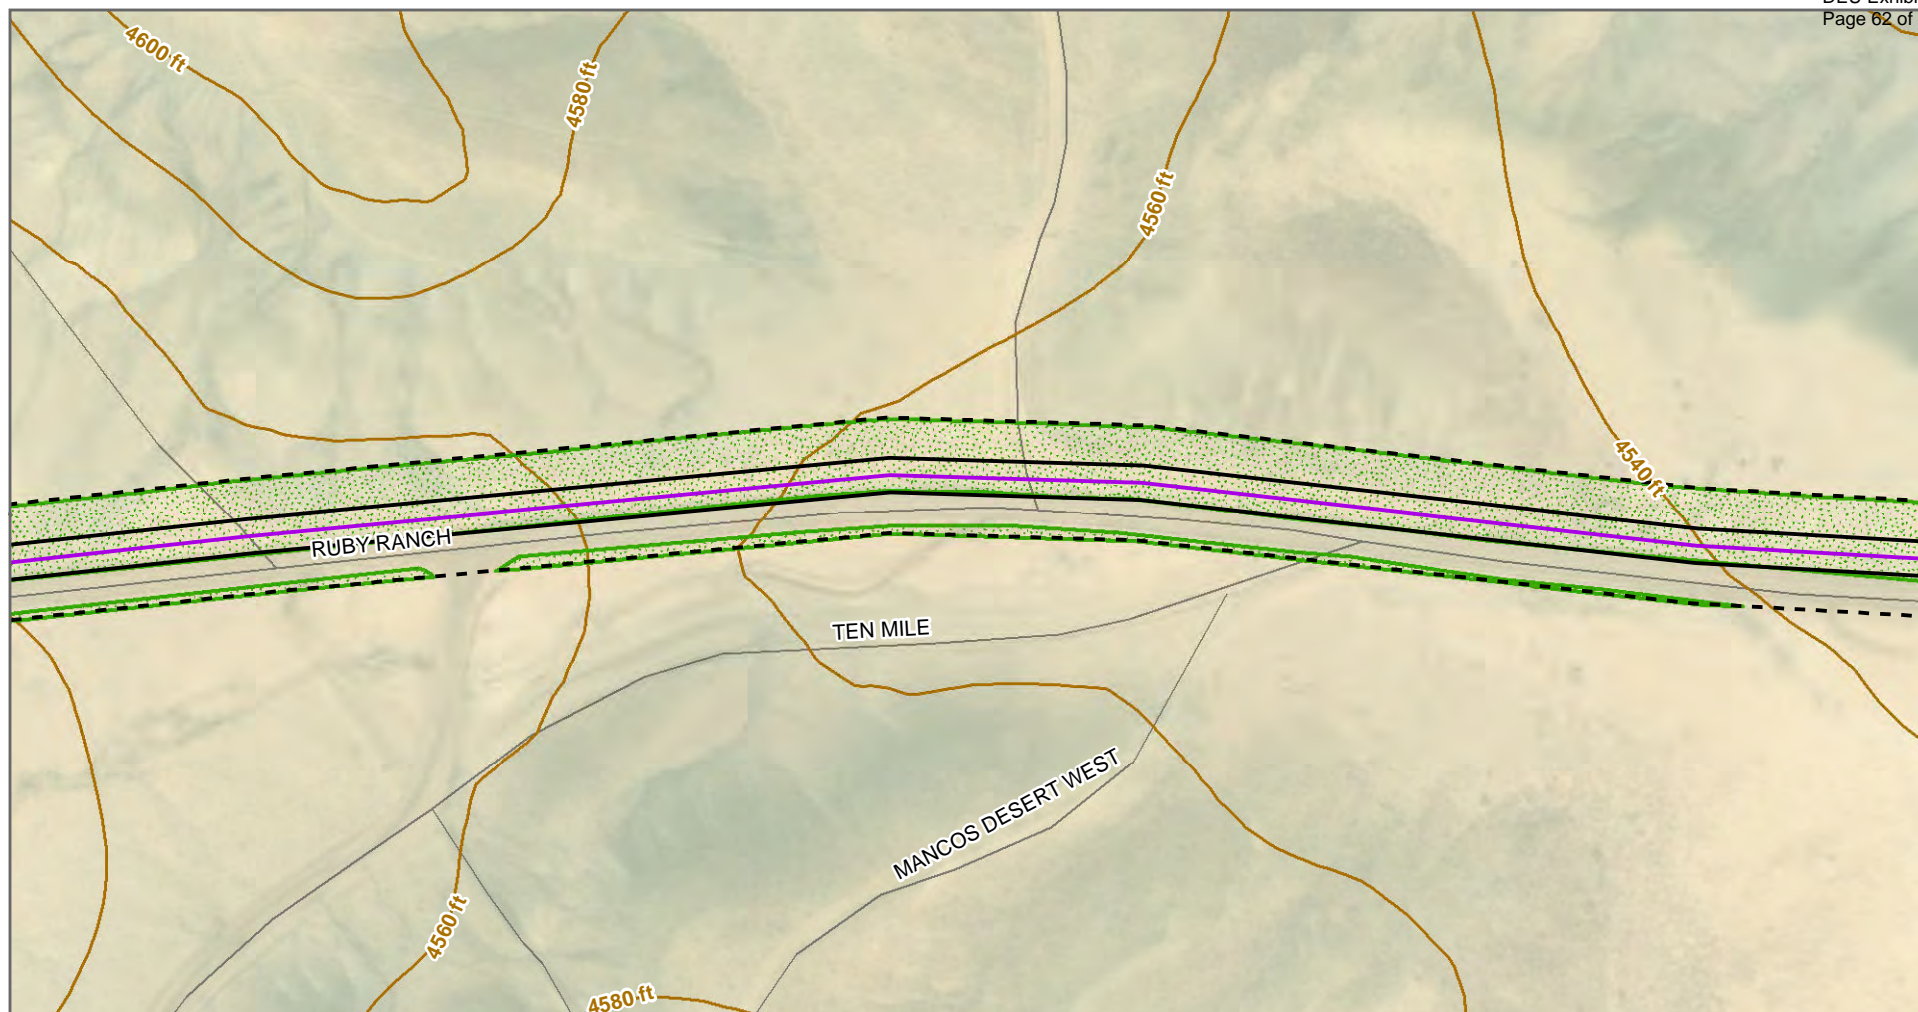 Page 62 of
4600 ft
4580 ft
4560 ft
4540 ft
RUBY RANCH
TEN MILE
MANCOS DESERT WEST
4560 ft
4580 ft